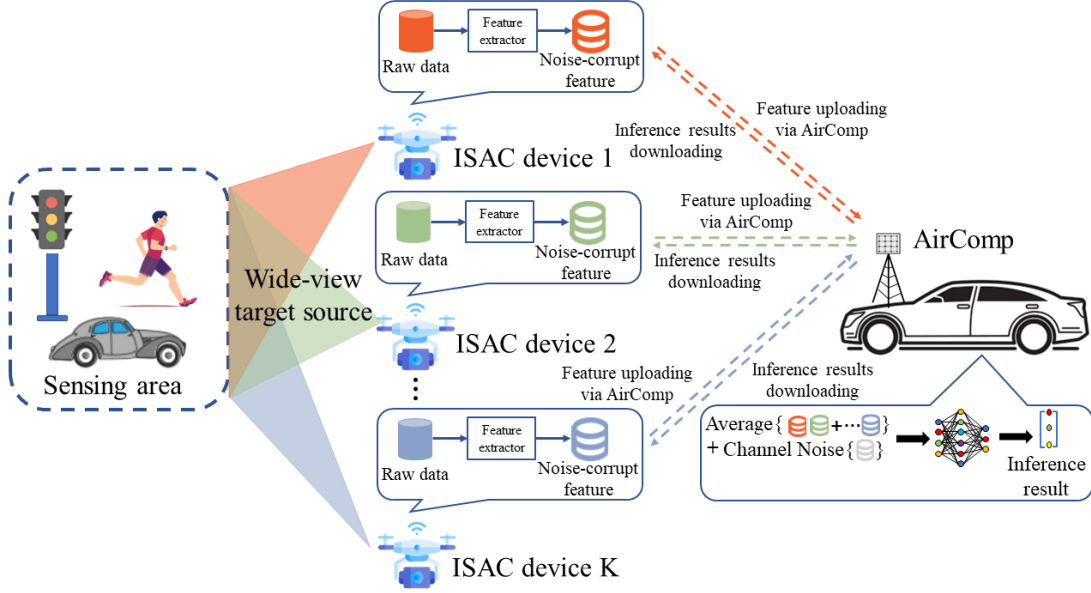 Raw data
Feature
extractor
Noise-corrupt
feature
ISAC device 1
Feature uploading
via AirComp
Inference results
downloading
Raw data
Feature
extractor
Noise-corrupt
feature
ISAC device 2
Feature uploading
via AirComp
Inference results
downloading
AirComp
Wide-view
target source
Sensing area
Feature uploading
via AirComp
Inference results
downloading
Raw data
Feature
extractor
Noise-corrupt
feature
ISAC device K
Average{ +···}
+ Channel Noise{ }
Inference
result